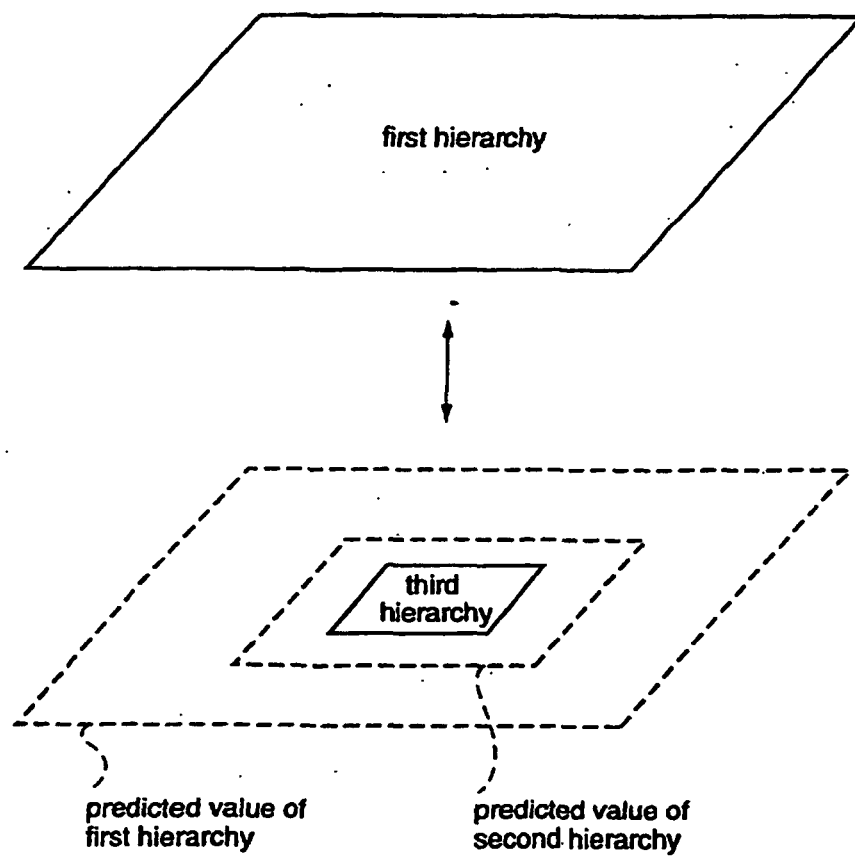 first hierarchy
third
hierarchy
predicted value of
first hierarchy
predicted value of
second hierarchy